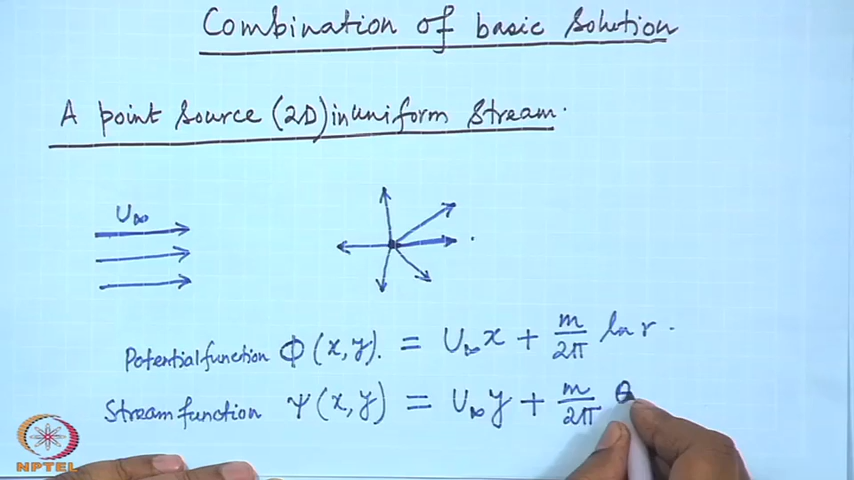 Combination of basic solution
A point source (2D) in uniform stream.
U∞
Potential function Φ(x,y). = U∞x + m/2π ln r.
Stream function Ψ(x,y) = U∞y + m/2π θ
NPTEL